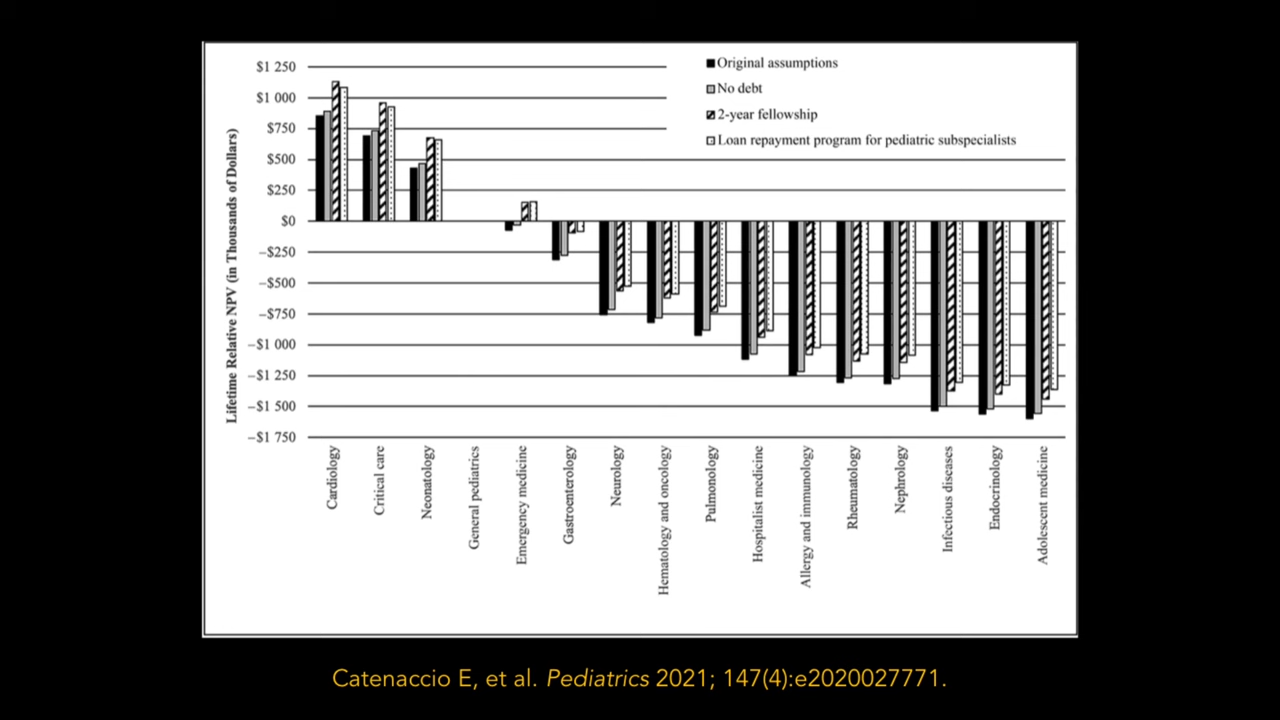 $1 250
$1 000
$750
$500
$250
$0
–$250
–$500
–$750
–$1 000
–$1 250
–$1 500
–$1 750
Lifetime Relative NPV (in Thousands of Dollars)
Original assumptions
No debt
2-year fellowship
Loan repayment program for pediatric subspecialists
Cardiology
Critical care
Neonatology
General pediatrics
Emergency medicine
Gastroenterology
Neurology
Hematology and oncology
Pulmonology
Hospitalist medicine
Allergy and immunology
Rheumatology
Nephrology
Infectious diseases
Endocrinology
Adolescent medicine
Catenaccio E, et al. Pediatrics 2021; 147(4):e2020027771.